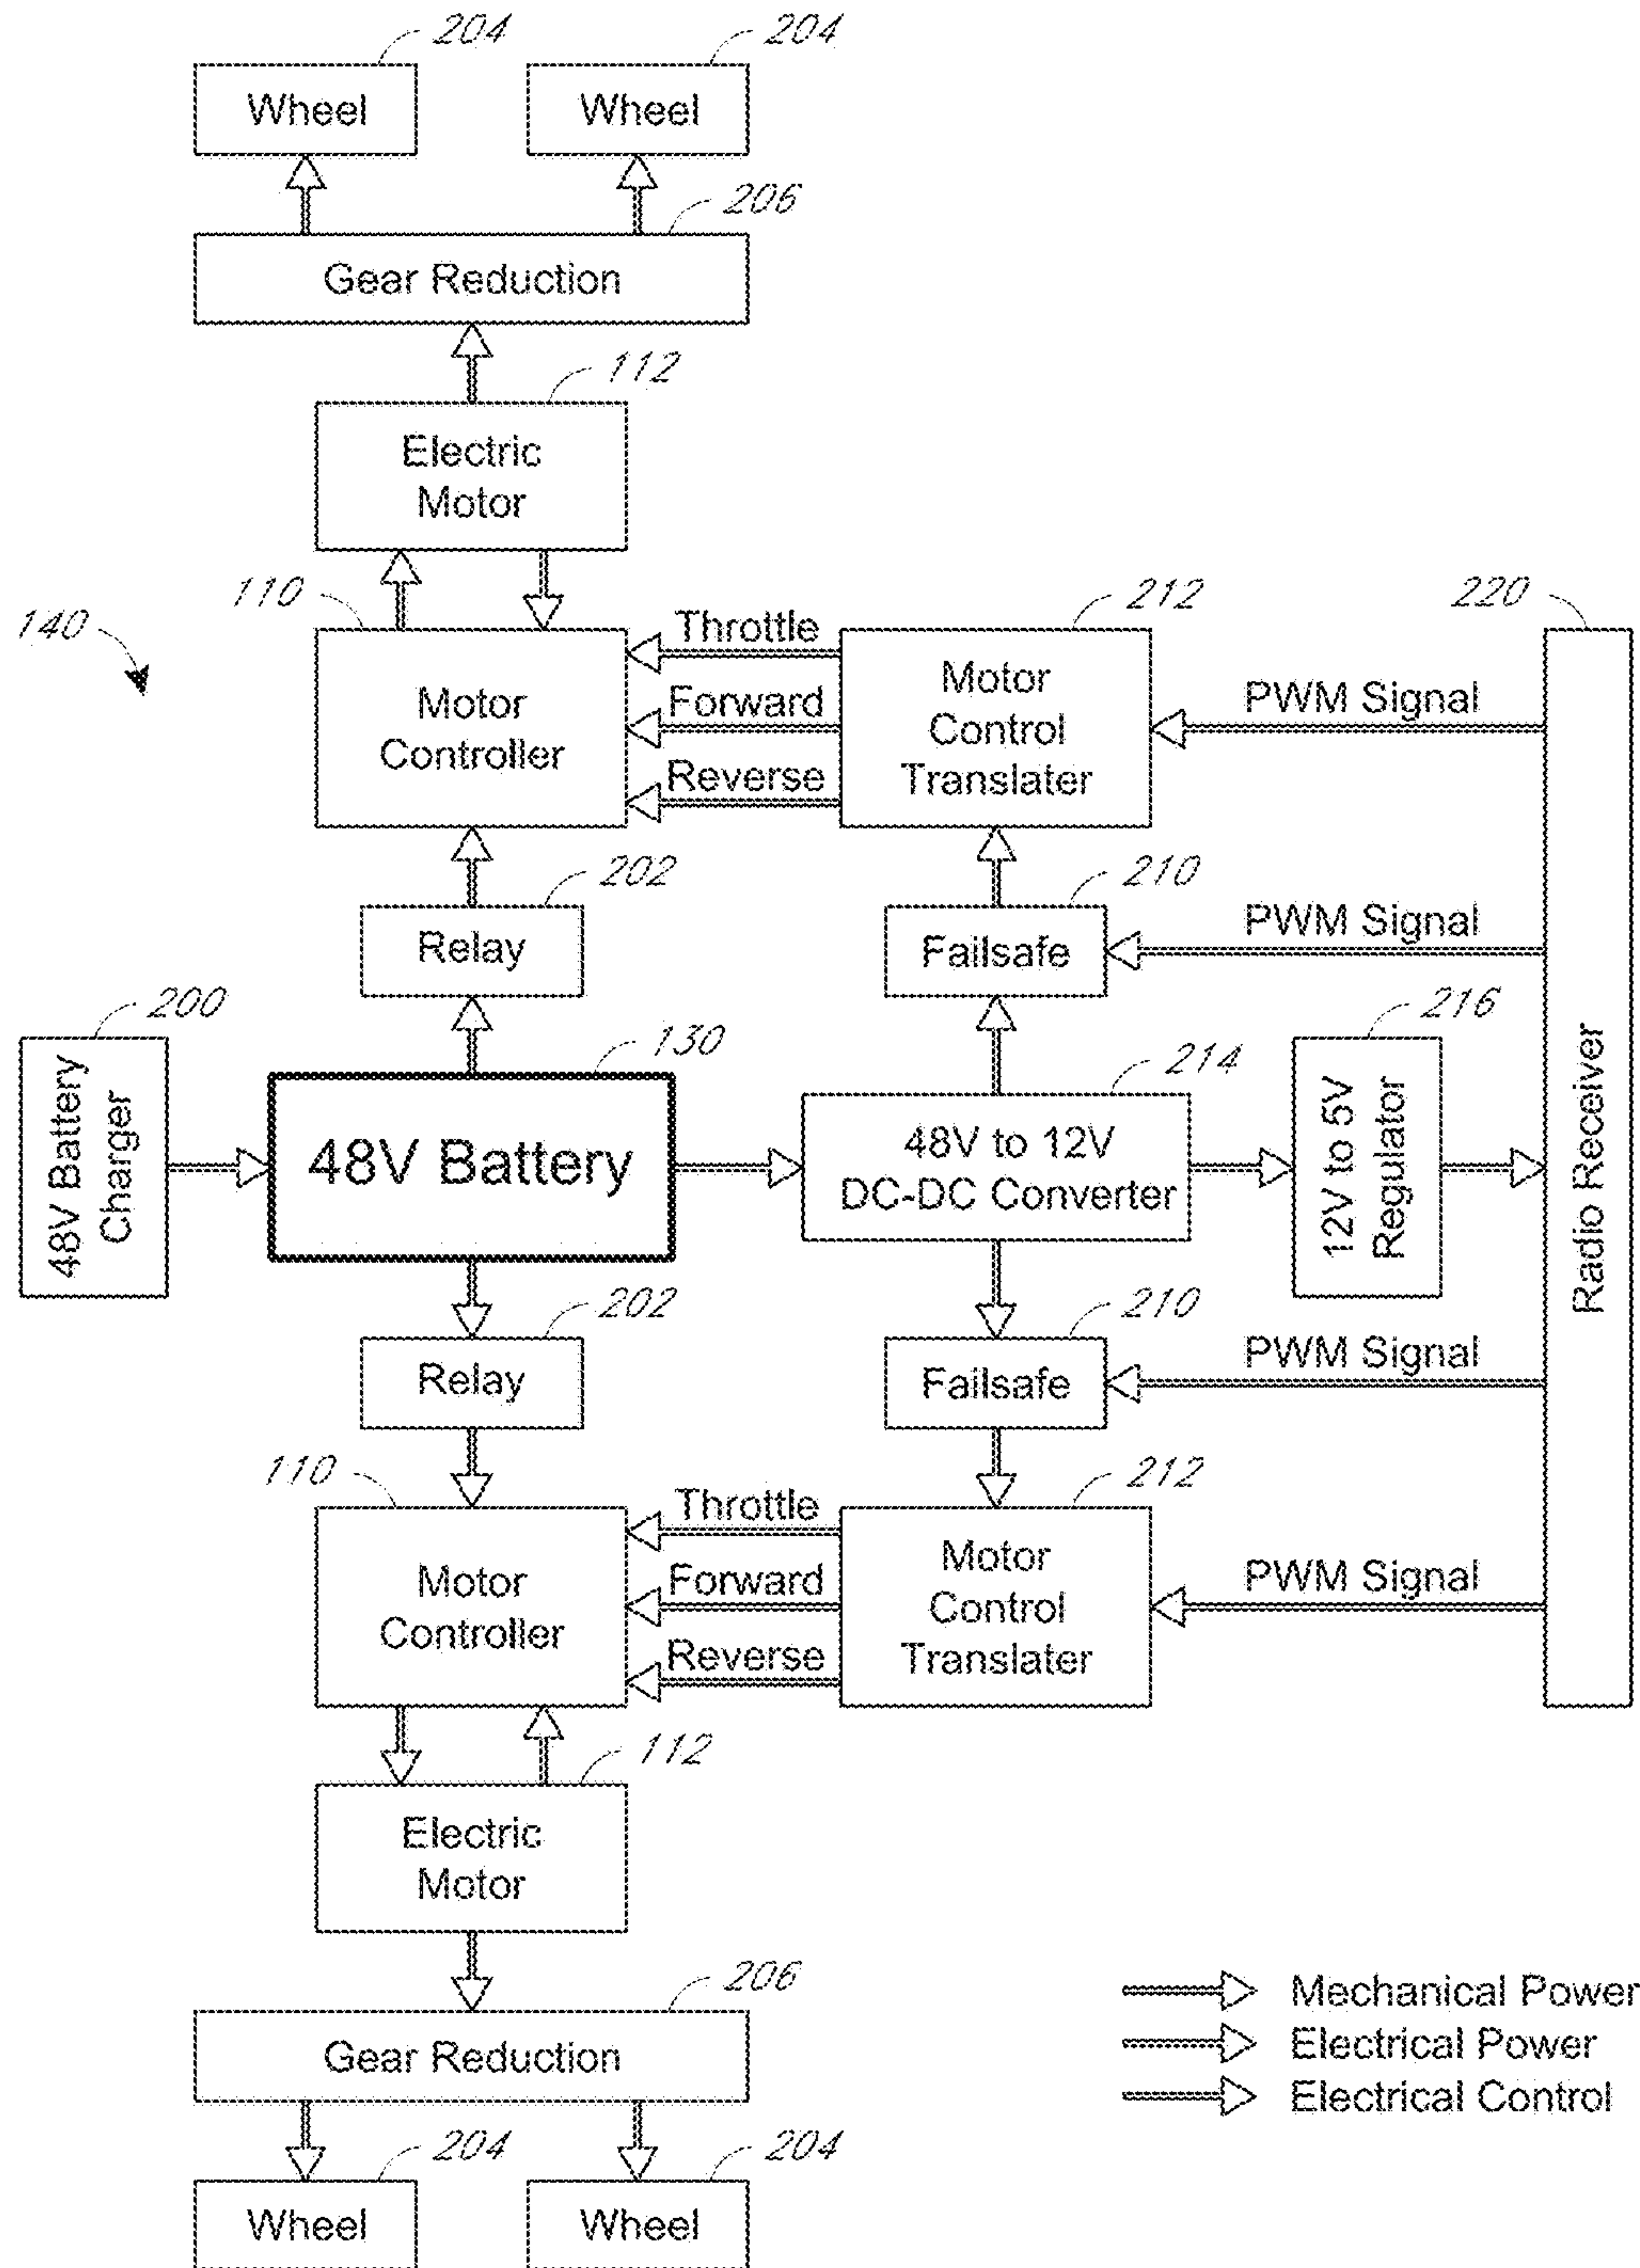 204
204
Wheel
Wheel
206
Gear Reduction
112
Electric
Motor
110
212
220
140
Throttle
Forward
Reverse
Motor
Controller
Motor
Control
Translater
PWM Signal
202
210
Relay
Failsafe
PWM Signal
200
130
214
216
48V Battery
Charger
48V Battery
48V to 12V
DC-DC Converter
12V to 5V
Regulator
Radio Receiver
202
210
Relay
Failsafe
PWM Signal
110
212
Throttle
Forward
Reverse
Motor
Controller
Motor
Control
Translater
PWM Signal
112
Electric
Motor
206
Gear Reduction
Mechanical Power
Electrical Power
Electrical Control
204
204
Wheel
Wheel